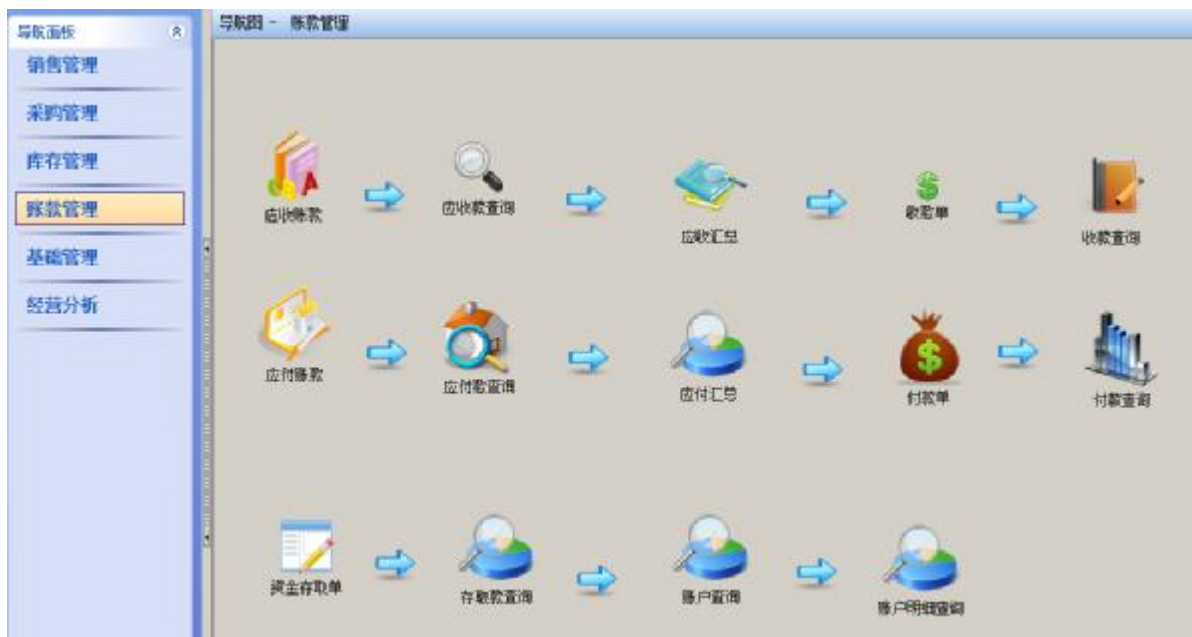 导航面板
销售管理
采购管理
库存管理
账款管理
基础管理
经营分析
导航图 - 账款管理
应收账款
应收款查询
应收汇总
收款单
收款查询
应付账款
应付款查询
应付汇总
付款单
付款查询
资金存取单
存取款查询
账户查询
账户明细查询